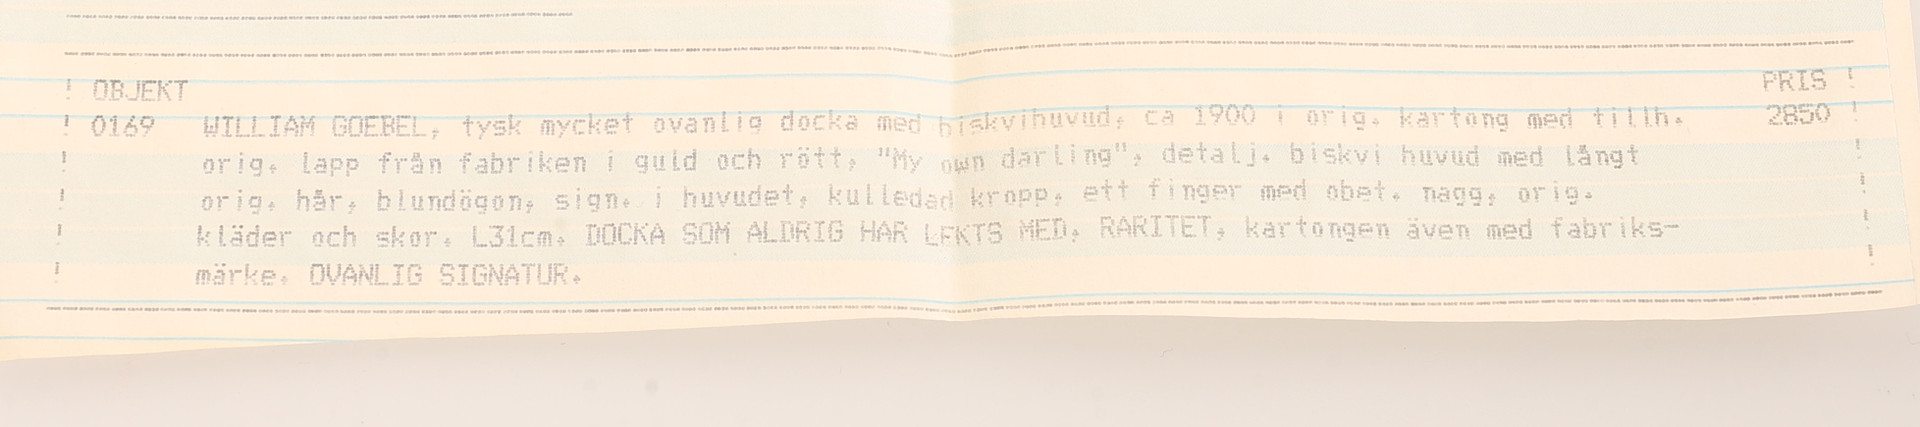 ! OBJEKT PRIS !
! 0169 WILLIAM GOEBEL, tysk mycket ovanlig docka med biskvihuvud, ca 1900 i orig. kartong med tillh. 2850 !
! orig. lapp från fabriken i guld och rött, "My own darling", detalj. biskvi huvud med långt !
! orig. hår, blundögon, sign. i huvudet, kulledad kropp, ett finger med obet. nagg, orig. !
! kläder och skor. L31cm. DOCKA SOM ALDRIG HAR LEKTS MED, RARITET, kartongen även med fabriks- !
! märke. OVANLIG SIGNATUR. !